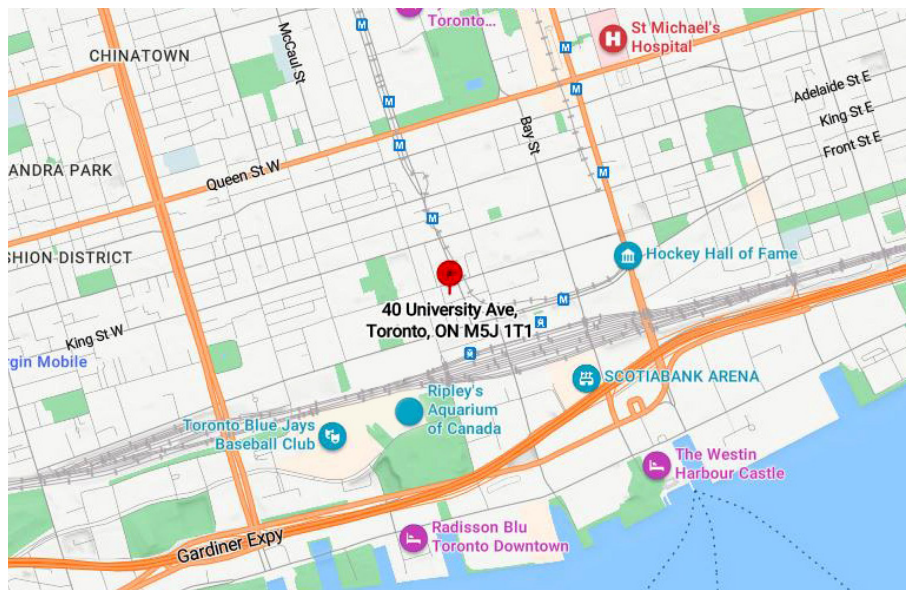 Toronto...
St Michael's
Hospital
CHINATOWN
McCaul St
Adelaide St E
King St E
Front St E
Bay St
ANDRA PARK
Queen St W
SHION DISTRICT
Hockey Hall of Fame
40 University Ave,
Toronto, ON M5J 1T1
King St W
rgin Mobile
SCOTIABANK ARENA
Ripley's
Aquarium
of Canada
Toronto Blue Jays
Baseball Club
The Westin
Harbour Castle
Gardiner Expy
Radisson Blu
Toronto Downtown
M
M
M
M
M
M
M
M
H